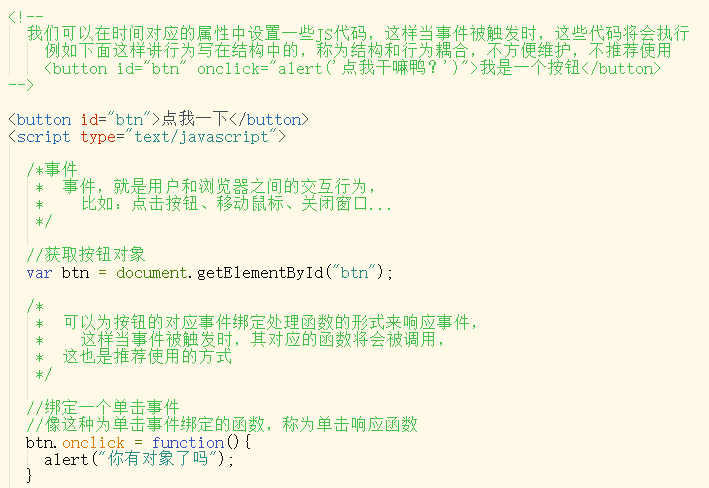 <!--
我们可以在时间对应的属性中设置一些JS代码，这样当事件被触发时，这些代码将会执行
例如下面这样讲行为写在结构中的，称为结构和行为耦合，不方便维护，不推荐使用
<button id="btn" onclick="alert('点我干嘛鸭？')">我是一个按钮</button>
-->
<button id="btn">点我一下</button>
<script type="text/javascript">
/*事件
* 事件，就是用户和浏览器之间的交互行为，
* 比如：点击按钮、移动鼠标、关闭窗口...
*/
//获取按钮对象
var btn = document.getElementById("btn");
/*
* 可以为按钮的对应事件绑定处理函数的形式来响应事件，
* 这样当事件被触发时，其对应的函数将会被调用，
* 这也是推荐使用的方式
*/
//绑定一个单击事件
//像这种为单击事件绑定的函数，称为单击响应函数
btn.onclick = function(){
alert("你有对象了吗");
}